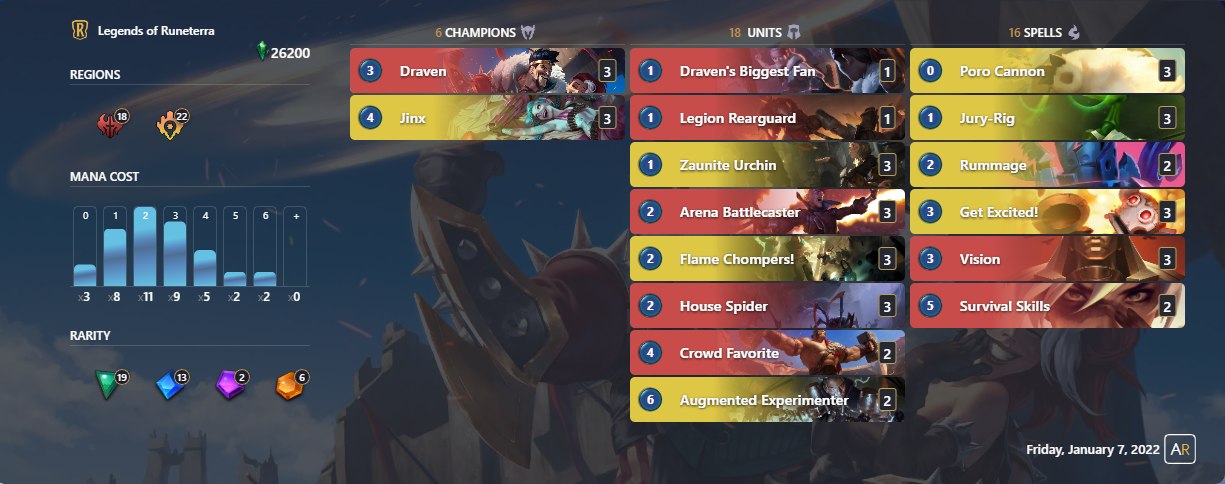 Legends of Runeterra
26200
REGIONS
18 22
MANA COST
0 1 2 3 4 5 6 +
x3 x8 x11 x9 x5 x2 x2 x0
RARITY
19 13 2 6
6 CHAMPIONS
3 Draven 3
4 Jinx 3
18 UNITS
1 Draven's Biggest Fan 1
1 Legion Rearguard 1
1 Zaunite Urchin 3
2 Arena Battlecaster 3
2 Flame Chompers! 3
2 House Spider 3
4 Crowd Favorite 2
6 Augmented Experimenter 2
16 SPELLS
0 Poro Cannon 3
1 Jury-Rig 3
2 Rummage 2
3 Get Excited! 3
3 Vision 3
5 Survival Skills 2
Friday, January 7, 2022 AR